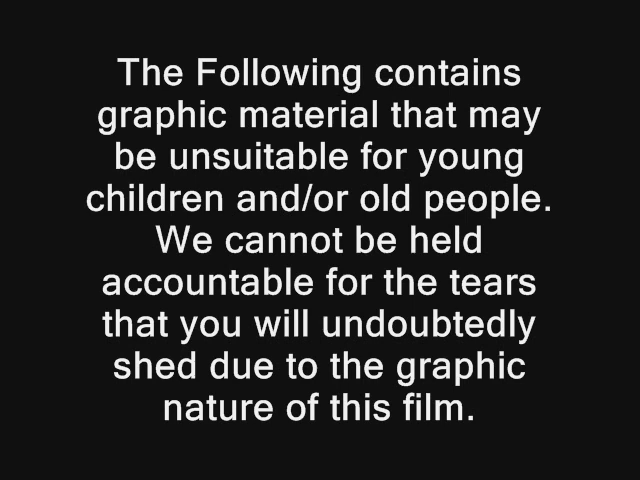 The Following contains
graphic material that may
be unsuitable for young
children and/or old people.
We cannot be held
accountable for the tears
that you will undoubtedly
shed due to the graphic
nature of this film.